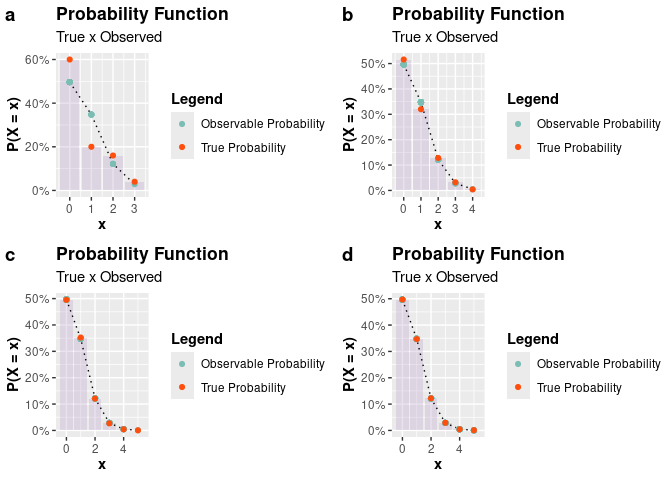 a
Probability Function
True x Observed
P(X = x)
60%
40%
20%
0%
0 1 2 3
x
Legend
Observable Probability
True Probability
b
Probability Function
True x Observed
P(X = x)
50%
40%
30%
20%
10%
0%
0 1 2 3 4
x
Legend
Observable Probability
True Probability
c
Probability Function
True x Observed
P(X = x)
50%
40%
30%
20%
10%
0%
0 2 4
x
Legend
Observable Probability
True Probability
d
Probability Function
True x Observed
P(X = x)
50%
40%
30%
20%
10%
0%
0 2 4
x
Legend
Observable Probability
True Probability